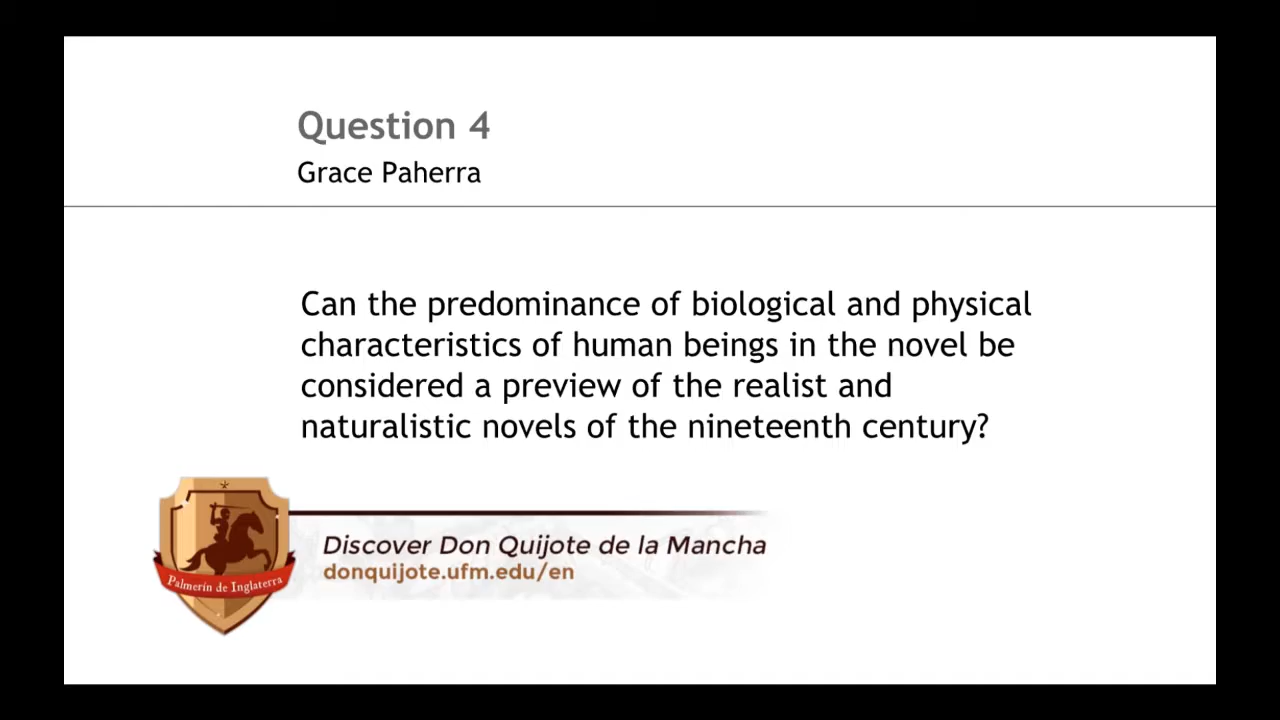 Question 4
Grace Paherra
Can the predominance of biological and physical
characteristics of human beings in the novel be
considered a preview of the realist and
naturalistic novels of the nineteenth century?
Discover Don Quijote de la Mancha
donquijote.ufm.edu/en
Palmerín de Inglaterra